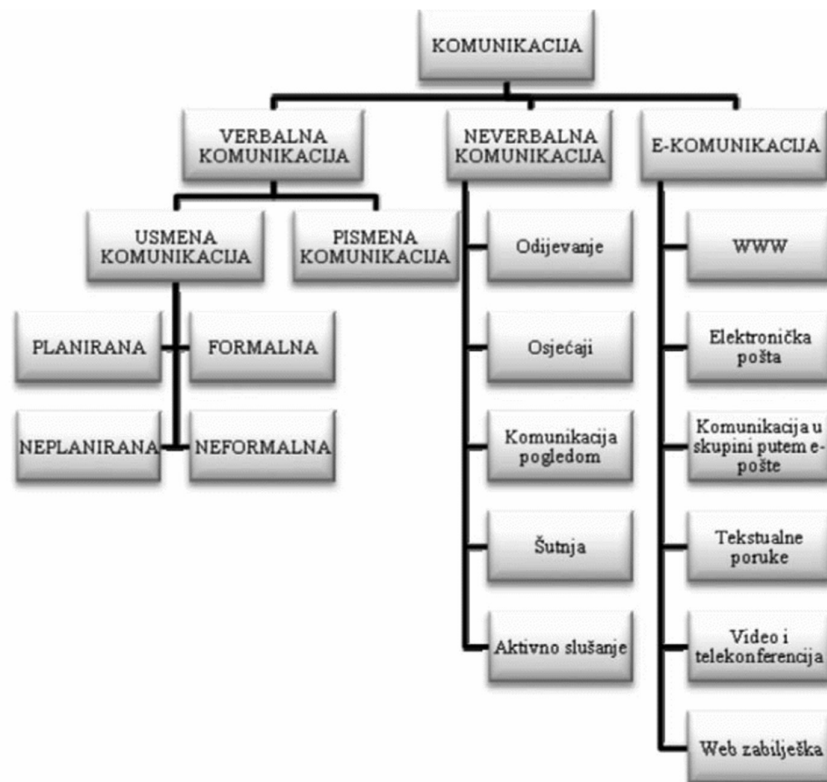 KOMUNIKACIJA
VERBALNA
KOMUNIKACIJA
NEVERBALNA
KOMUNIKACIJA
E-KOMUNIKACIJA
USMENA
KOMUNIKACIJA
PISMENA
KOMUNIKACIJA
PLANIRANA
FORMALNA
NEPLANIRANA
NEFORMALNA
Odijevanje
Osjećaji
Komunikacija
pogledom
Šutnja
Aktivno slušanje
WWW
Elektronička
pošta
Komunikacija u
skupini putem e-
pošte
Tekstualne
poruke
Video i
telekonferencija
Web zabilješka